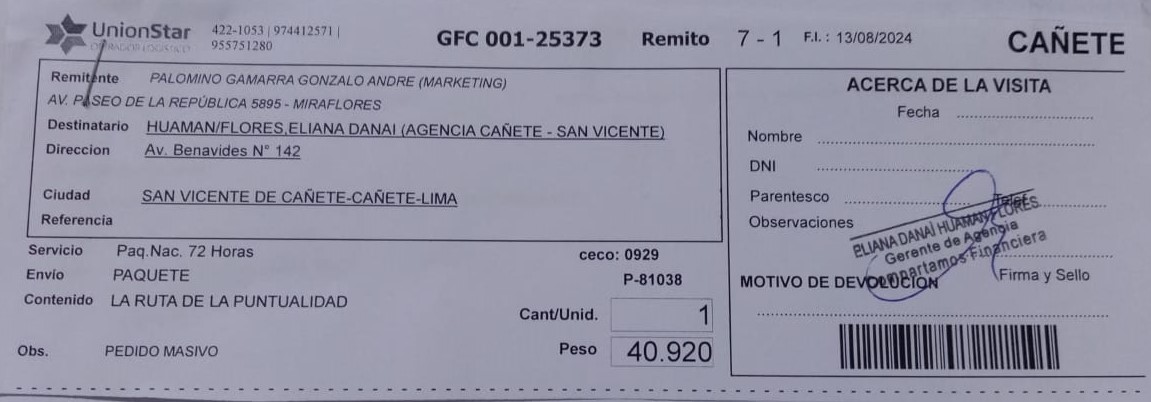 UnionStar
OPERADOR LOGISTICO
422-1053 | 974412571 |
955751280
GFC 001-25373 Remito 7 - 1 F.I. : 13/08/2024 CAÑETE
Remitente PALOMINO GAMARRA GONZALO ANDRE (MARKETING)
AV. PASEO DE LA REPÚBLICA 5895 - MIRAFLORES
Destinatario HUAMAN/FLORES,ELIANA DANAI (AGENCIA CAÑETE - SAN VICENTE)
Direccion Av. Benavides N° 142
Ciudad SAN VICENTE DE CAÑETE-CAÑETE-LIMA
Referencia
Servicio Paq.Nac. 72 Horas ceco: 0929
Envío PAQUETE P-81038
Contenido LA RUTA DE LA PUNTUALIDAD
Cant/Unid. 1
Obs. PEDIDO MASIVO
Peso 40.920
ACERCA DE LA VISITA
Fecha
Nombre
DNI
Parentesco Telef.
Observaciones
ELIANA DANAÍ HUAMAN FLORES
Gerente de Agencia
Compartamos Financiera
Firma y Sello
MOTIVO DE DEVOLUCION